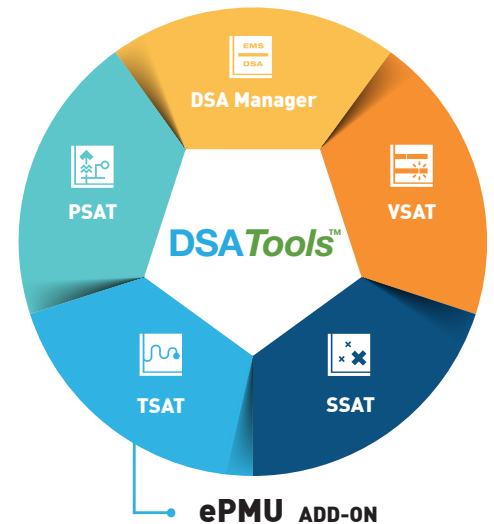 EMS
DSA
DSA Manager
PSAT
VSAT
DSATools™
TSAT
SSAT
ePMU ADD-ON